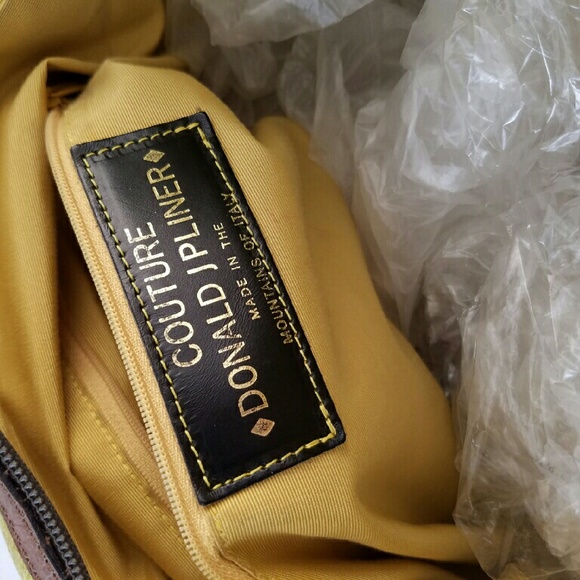 COUTURE
DONALD J PLINER
MADE IN THE
MOUNTAINS OF ITALY